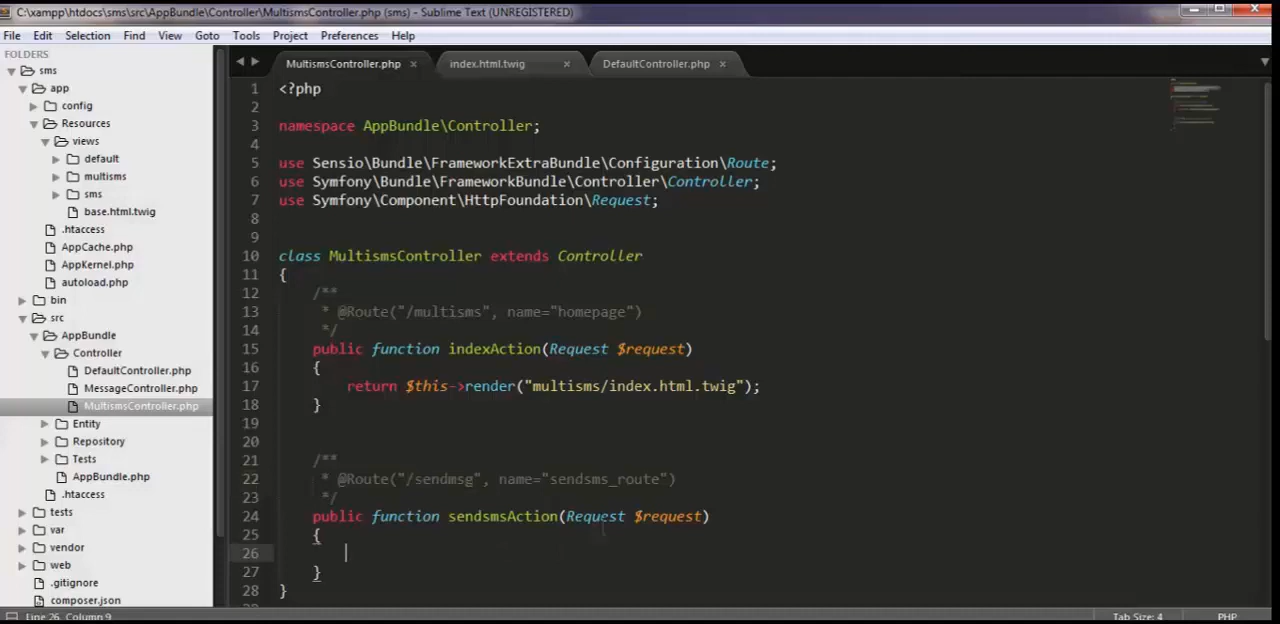 C:\xampp\htdocs\sms\src\AppBundle\Controller\MultismsController.php (sms) - Sublime Text (UNREGISTERED)
File Edit Selection Find View Goto Tools Project Preferences Help
FOLDERS
sms
app
config
Resources
views
default
multisms
sms
base.html.twig
.htaccess
AppCache.php
AppKernel.php
autoload.php
bin
src
AppBundle
Controller
DefaultController.php
MessageController.php
MultismsController.php
Entity
Repository
Tests
AppBundle.php
.htaccess
tests
var
vendor
web
.gitignore
composer.json
MultismsController.php × index.html.twig × DefaultController.php ×
1 <?php
2
3 namespace AppBundle\Controller;
4
5 use Sensio\Bundle\FrameworkExtraBundle\Configuration\Route;
6 use Symfony\Bundle\FrameworkBundle\Controller\Controller;
7 use Symfony\Component\HttpFoundation\Request;
8
9
10 class MultismsController extends Controller
11 {
12 /**
13 * @Route("/multisms", name="homepage")
14 */
15 public function indexAction(Request $request)
16 {
17 return $this->render("multisms/index.html.twig");
18 }
19
20
21 /**
22 * @Route("/sendmsg", name="sendsms_route")
23 */
24 public function sendsmsAction(Request $request)
25 {
26
27 }
28 }
Line 26, Column 9 Tab Size: 4 PHP